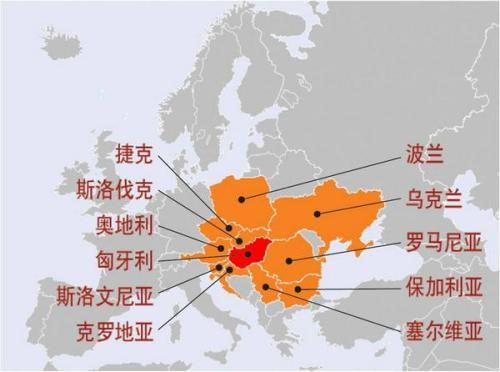 捷克
斯洛伐克
奥地利
匈牙利
斯洛文尼亚
克罗地亚
波兰
乌克兰
罗马尼亚
保加利亚
塞尔维亚